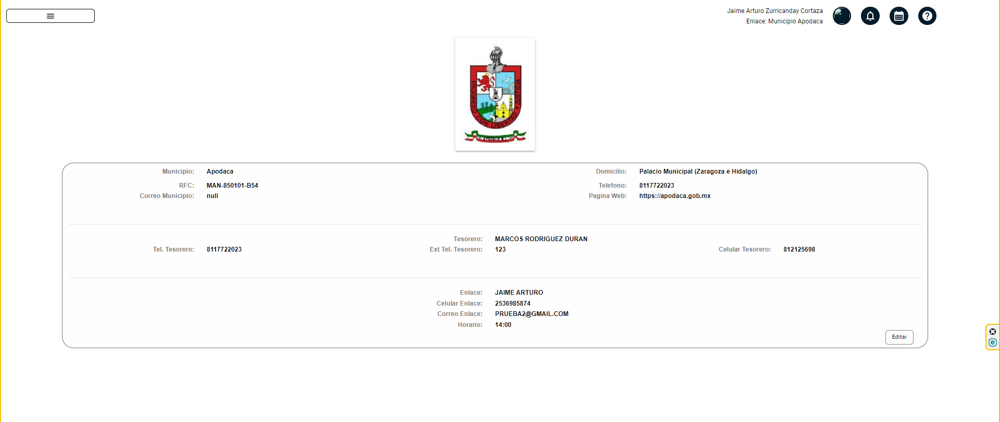 Jaime Arturo Zurricanday Cortaza
Enlace: Municipio Apodaca
PROGRESO CON LIBERTAD Y JUSTICIA
APODACA N.L.
Municipio: Apodaca
Domicilio: Palacio Municipal (Zaragoza e Hidalgo)
RFC: MAN-850101-B54
Telefono: 8117722023
Correo Municipio: null
Pagina Web: https://apodaca.gob.mx
Tesorero: MARCOS RODRIGUEZ DURAN
Tel. Tesorero: 8117722023
Ext Tel. Tesorero: 123
Celular Tesorero: 812125698
Enlace: JAIME ARTURO
Celular Enlace: 2536985874
Correo Enlace: PRUEBA2@GMAIL.COM
Horario: 14:00
Editar